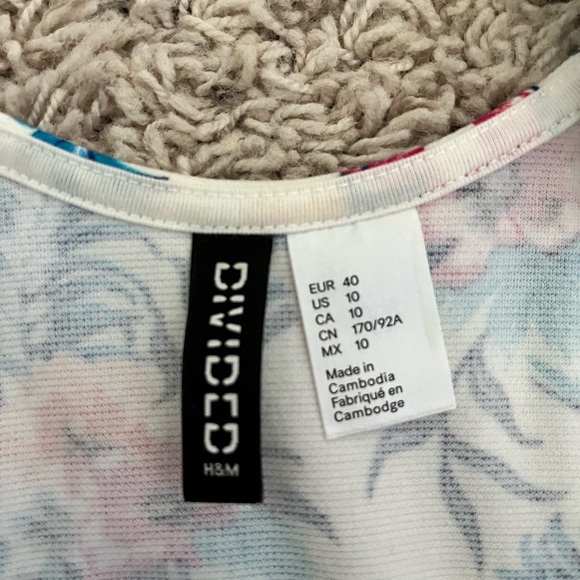 DIVIDED
H&M
EUR 40
US 10
CA 10
CN 170/92A
MX 10
Made in
Cambodia
Fabriqué en
Cambodge